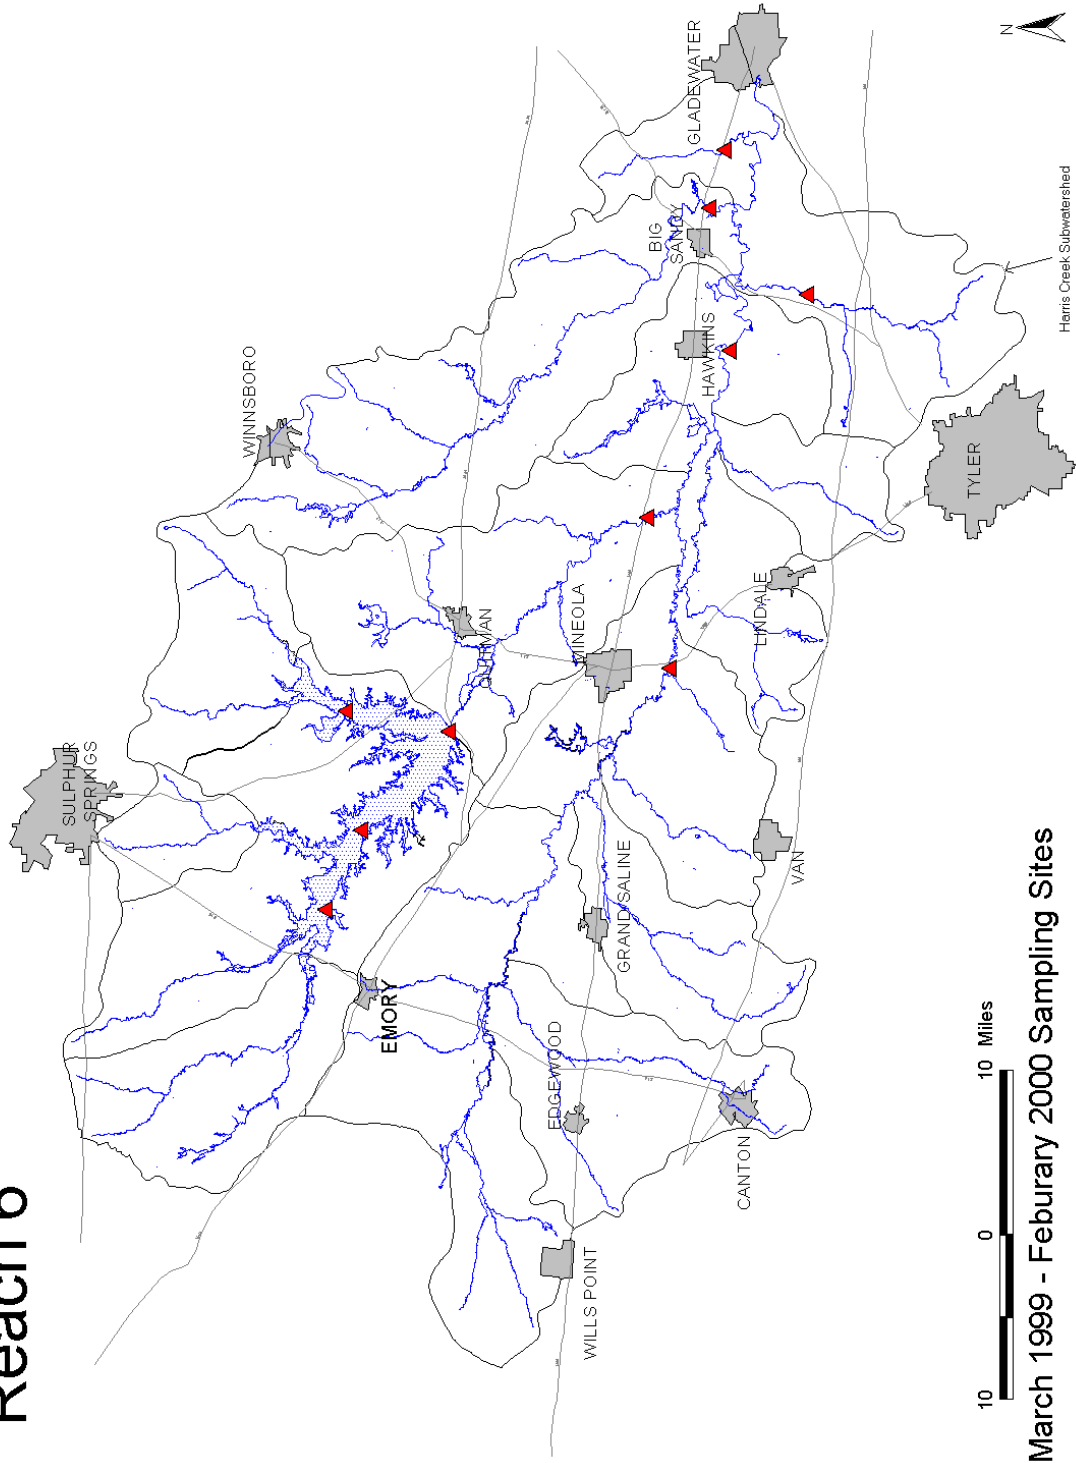 Reach 6
SULPHUR
SPRINGS
WINNSBORO
GLADEWATER
N
BIG
SANDY
HAWKINS
QUITMAN
MINEOLA
LINDALE
TYLER
Harris Creek Subwatershed
EMORY
GRAND SALINE
VAN
EDGEWOOD
CANTON
WILLS POINT
10 0 10 Miles
March 1999 - Feburary 2000 Sampling Sites